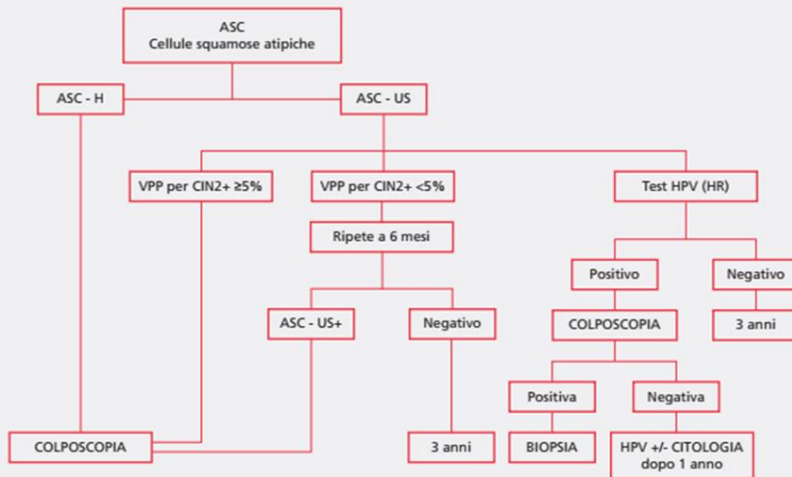 ASC
Cellule squamose atipiche
ASC - H
ASC - US
VPP per CIN2+ ≥5%
VPP per CIN2+ <5%
Test HPV (HR)
Ripete a 6 mesi
Positivo
Negativo
ASC - US+
Negativo
COLPOSCOPIA
3 anni
Positiva
Negativa
COLPOSCOPIA
3 anni
BIOPSIA
HPV +/- CITOLOGIA
dopo 1 anno